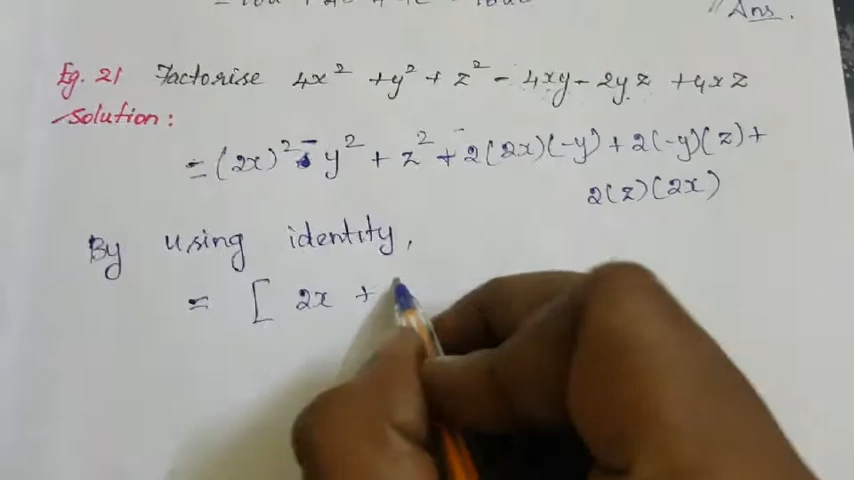 Ans.
Eg. 21 Factorise 4x² + y² + z² - 4xy - 2yz + 4xz
Solution:
= (2x)² - y² + z² + 2(2x)(-y) + 2(-y)(z) +
2(z)(2x)
By using identity,
= [ 2x +